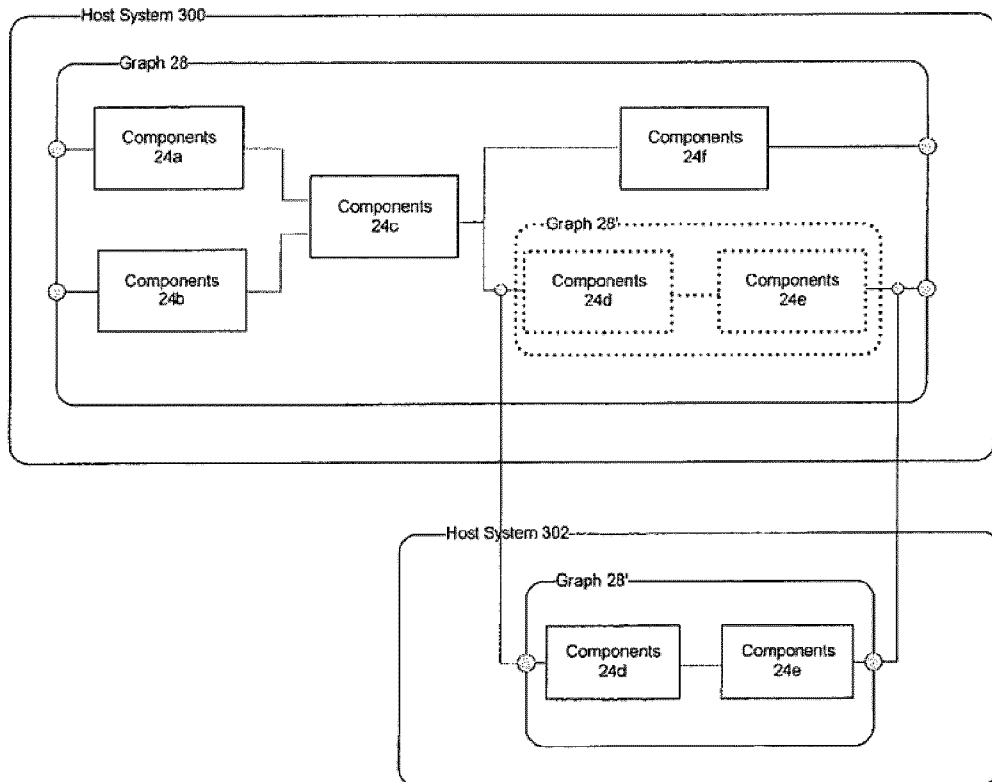 Host System 300
Graph 28
Components
24a
Components
24f
Components
24c
Graph 28'
Components
24b
Components
24d
Components
24e
Host System 302
Graph 28'
Components
24d
Components
24e